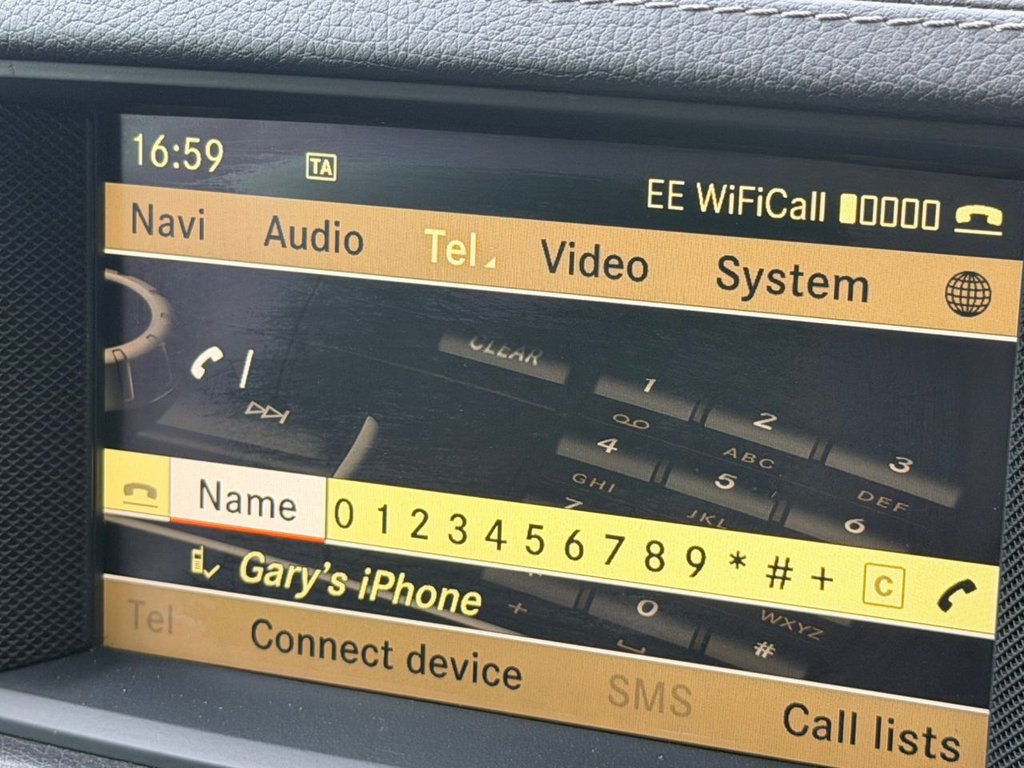 16:59 TA EE WiFiCall
Navi Audio Tel Video System
CLEAR
1 2 3
ABC DEF
4 5 6
GHI JKL
7
Name 0 1 2 3 4 5 6 7 8 9 * # + C
Gary's iPhone
+ 0 WXYZ
#
Tel Connect device SMS Call lists